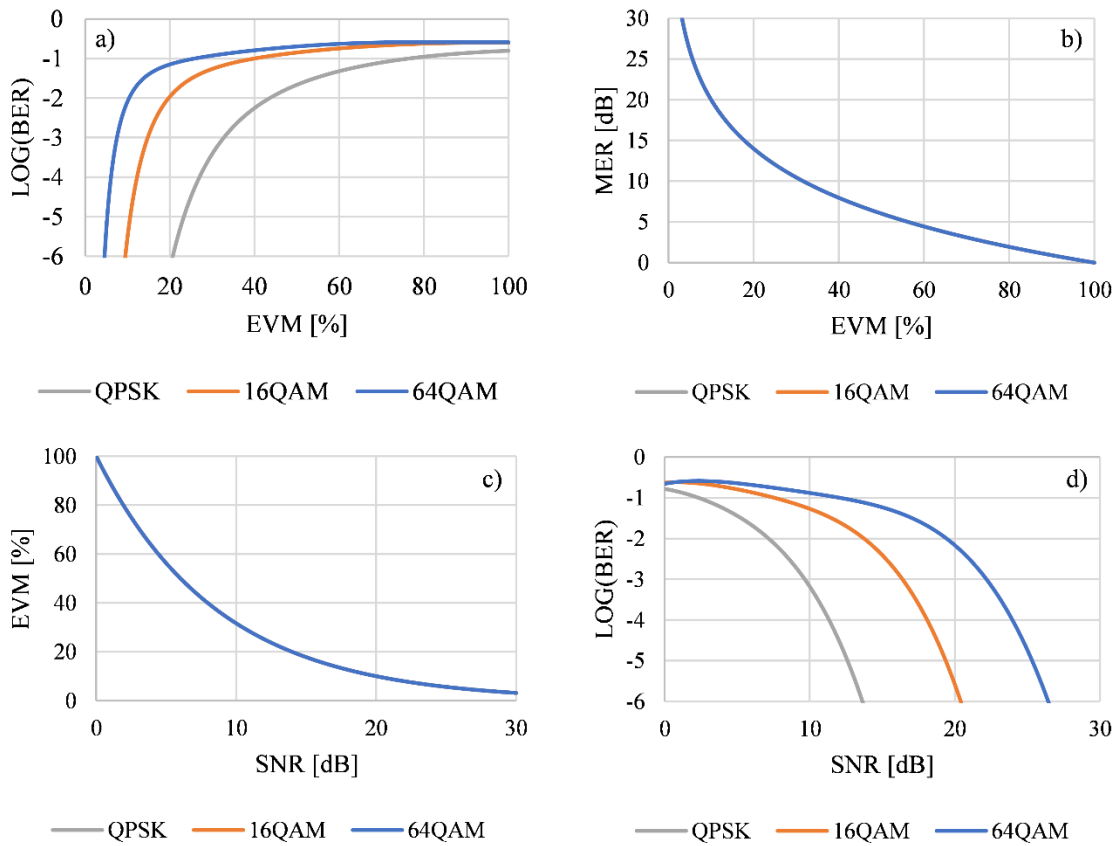 a)
LOG(BER)
0
-1
-2
-3
-4
-5
-6
0 20 40 60 80 100
EVM [%]
QPSK 16QAM 64QAM
b)
MER [dB]
30
25
20
15
10
5
0
0 20 40 60 80 100
EVM [%]
QPSK 16QAM 64QAM
c)
EVM [%]
100
80
60
40
20
0
0 10 20 30
SNR [dB]
QPSK 16QAM 64QAM
d)
LOG(BER)
0
-1
-2
-3
-4
-5
-6
0 10 20 30
SNR [dB]
QPSK 16QAM 64QAM